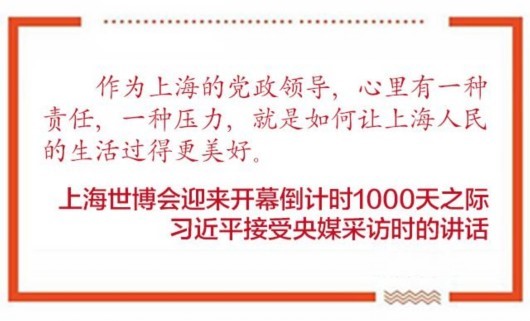 作为上海的党政领导，心里有一种
责任，一种压力，就是如何让上海人民
的生活过得更美好。
上海世博会迎来开幕倒计时1000天之际
习近平接受央媒采访时的讲话